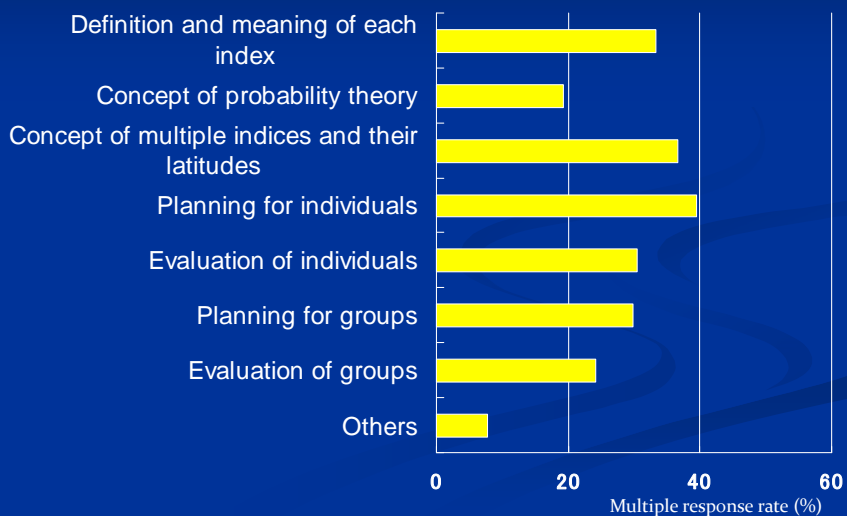 Definition and meaning of each
index
Concept of probability theory
Concept of multiple indices and their
latitudes
Planning for individuals
Evaluation of individuals
Planning for groups
Evaluation of groups
Others
0 20 40 60
Multiple response rate (%)